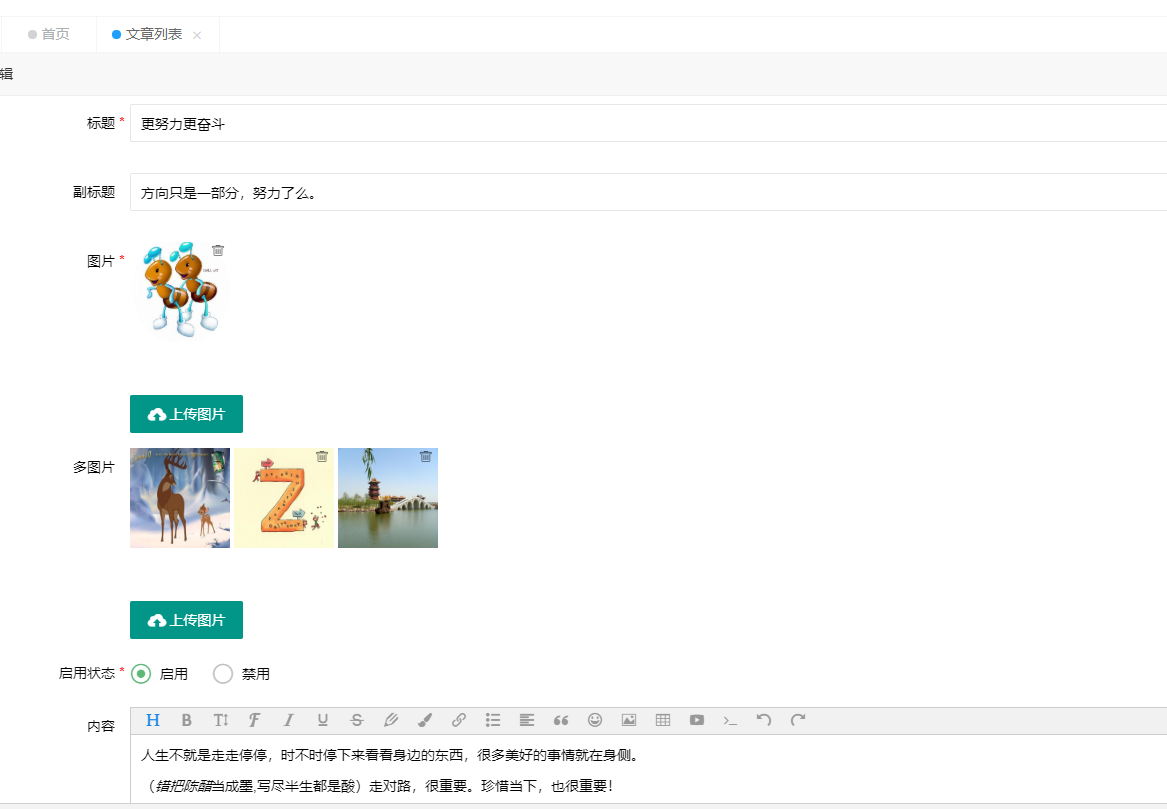 首页 文章列表 ×
辑
标题 * 更努力更奋斗
副标题 方向只是一部分，努力了么。
图片 *
上传图片
多图片
上传图片
启用状态 * 启用 禁用
内容
人生不就是走走停停，时不时停下来看看身边的东西，很多美好的事情就在身侧。
（错把陈醋当成墨,写尽半生都是酸）走对路，很重要。珍惜当下，也很重要！